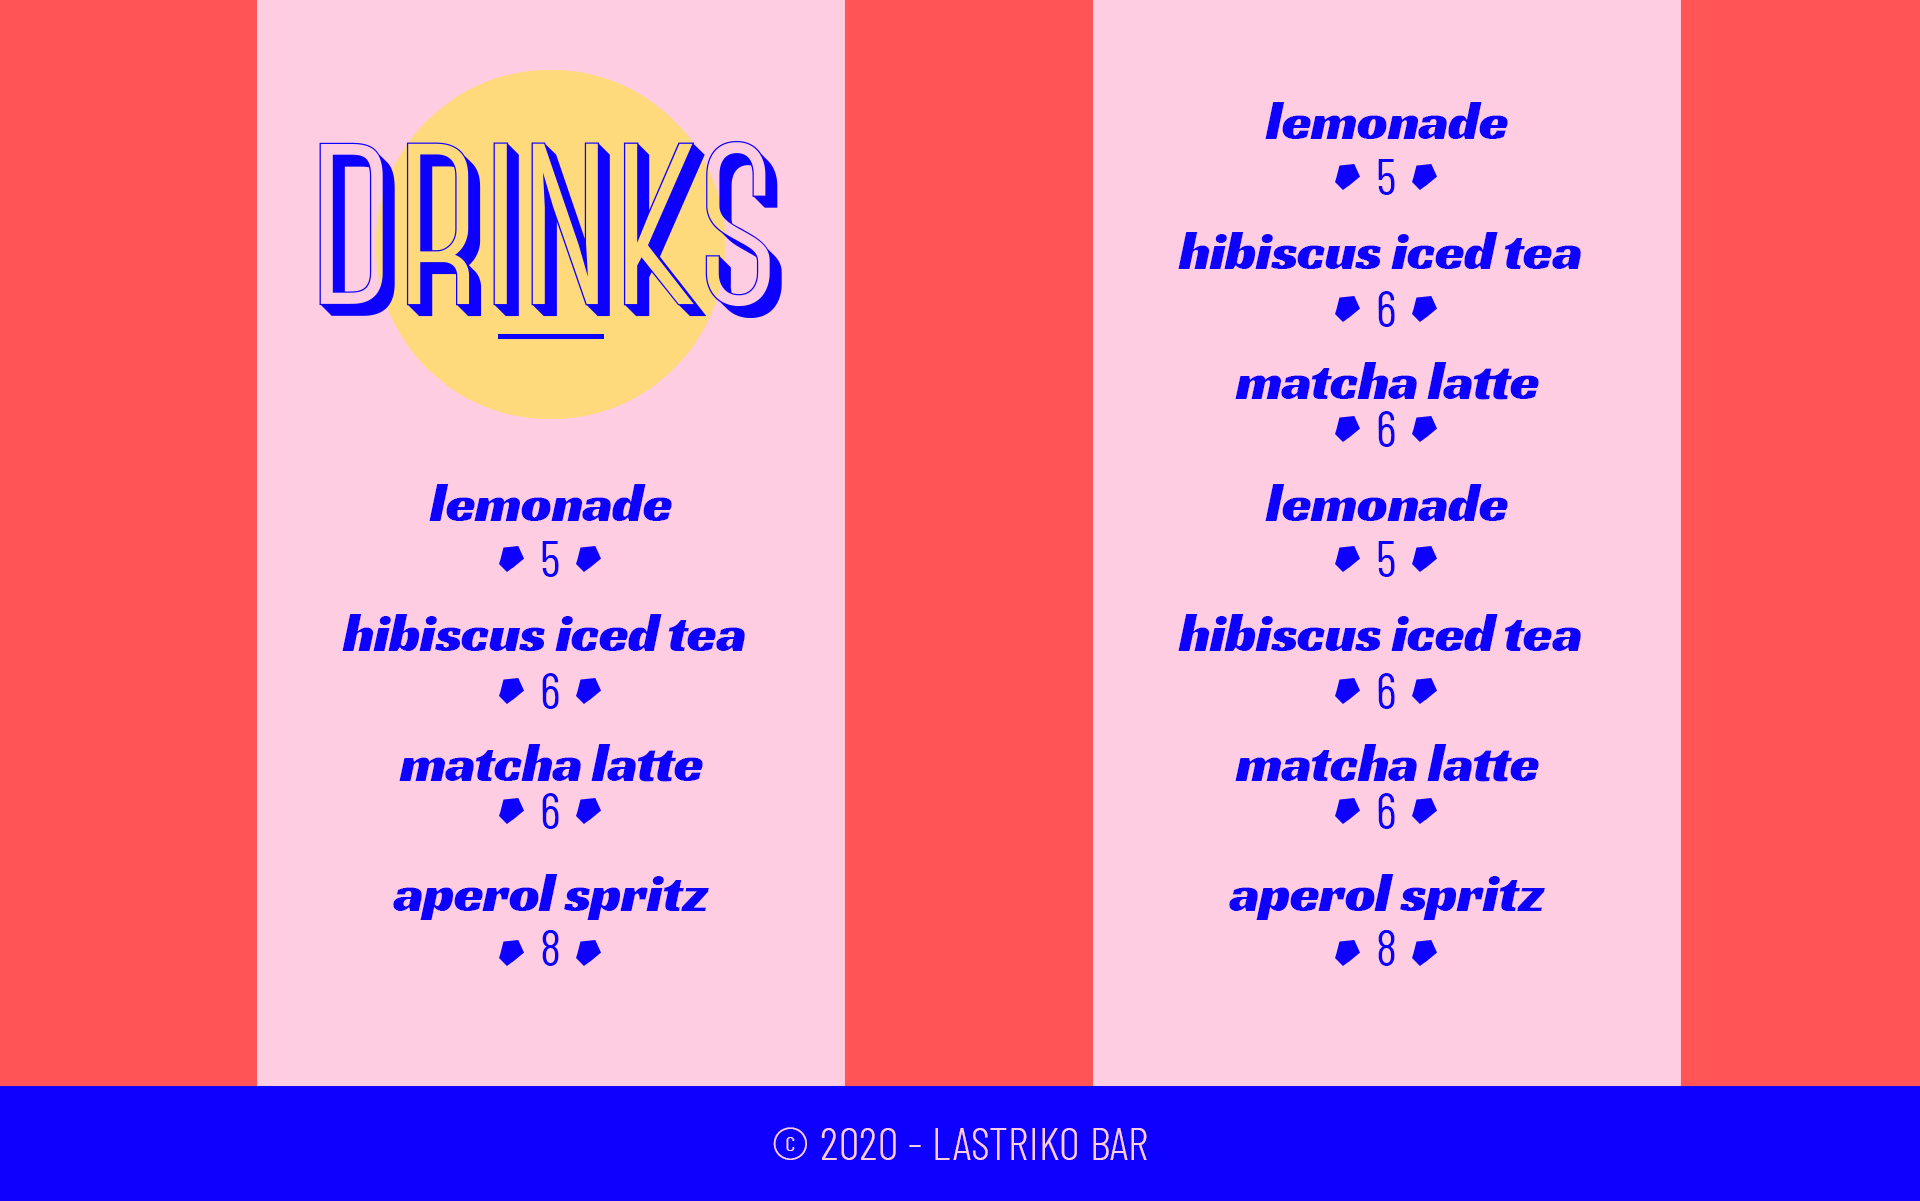 DRINKS
lemonade
5
hibiscus iced tea
6
matcha latte
6
aperol spritz
8
lemonade
5
hibiscus iced tea
6
matcha latte
6
lemonade
5
hibiscus iced tea
6
matcha latte
6
aperol spritz
8
© 2020 - LASTRIKO BAR